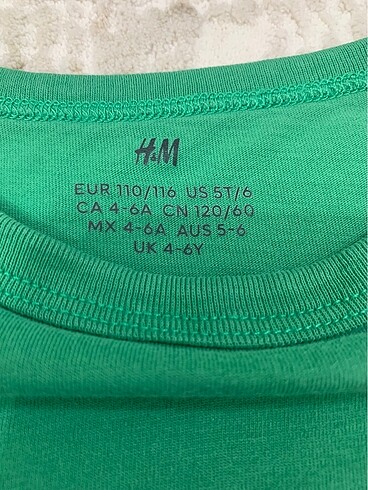 H&M
EUR 110/116 US 5T/6
CA 4-6A CN 120/60
MX 4-6A AUS 5-6
UK 4-6Y